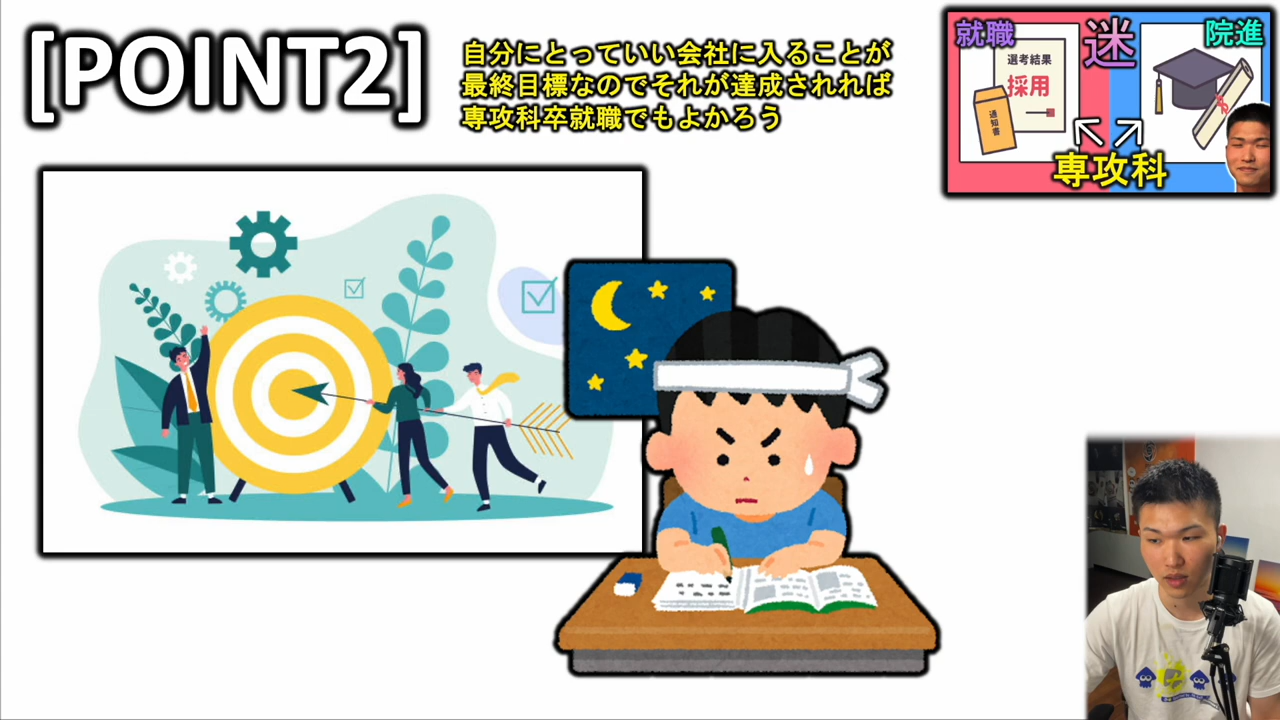 [POINT2]
自分にとっていい会社に入ることが
最終目標なのでそれが達成されれば
専攻科卒就職でもよかろう
就職
迷
院進
選考結果
採用
通知書
専攻科